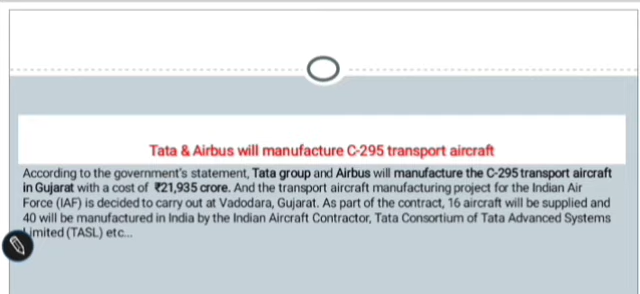 Tata & Airbus will manufacture C-295 transport aircraft
According to the government's statement, Tata group and Airbus will manufacture the C-295 transport aircraft
in Gujarat with a cost of ₹21,935 crore. And the transport aircraft manufacturing project for the Indian Air
Force (IAF) is decided to carry out at Vadodara, Gujarat. As part of the contract, 16 aircraft will be supplied and
40 will be manufactured in India by the Indian Aircraft Contractor, Tata Consortium of Tata Advanced Systems
imited (TASL) etc...